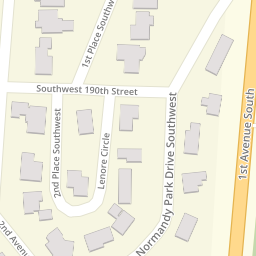 1st Place Southwest
Southwest 190th Street
1st Avenue South
2nd Place Southwest
Lenore Circle
Normandy Park Drive Southwest
2nd Aven